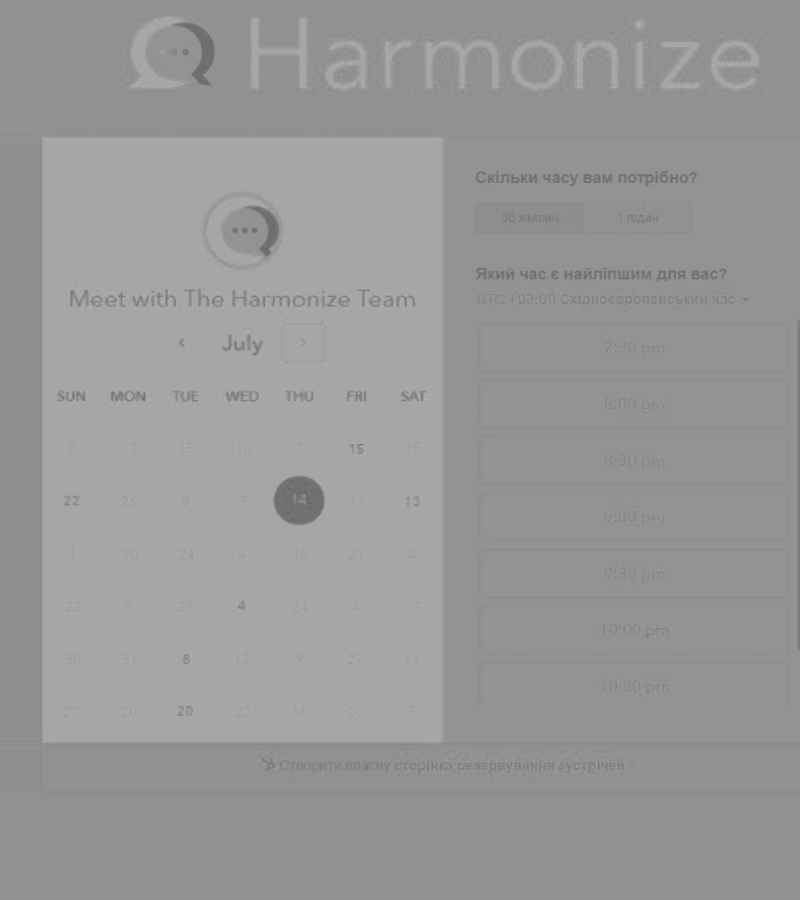 Harmonize
Meet with The Harmonize Team
July
SUN MON TUE WED THU FRI SAT
6 17 15 10 7 15 15
22 26 8 9 14 17 13
1 10 24 4 10 21 4
22 8 28 4 24 4 17
30 31 8 12 9 27 11
27 20 20 22 16 20 5
Скільки часу вам потрібно?
30 хвилин. 1 годин
Який час є найліпшим для вас?
UTC +03:00 Східноєвропейський час
7:30 pm
8:00 pm
8:30 pm
9:00 pm
9:30 pm
10:00 pm
10:30 pm
Створити власну сторінка резервування зустрічей